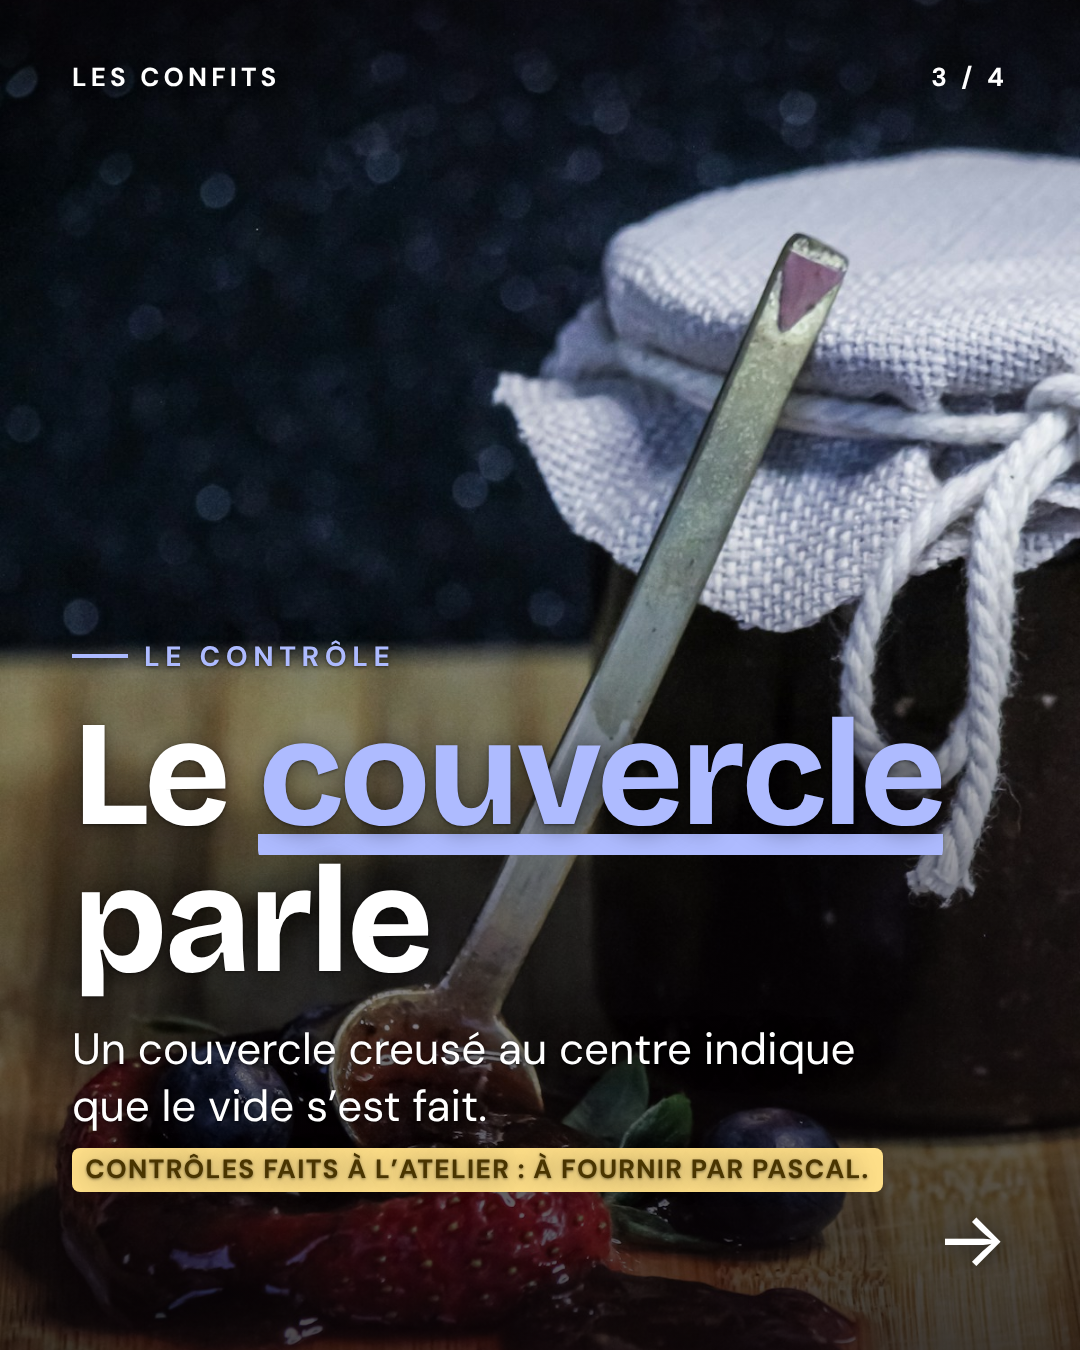 LES CONFITS
3 / 4
LE CONTRÔLE
Le couvercle
parle
Un couvercle creusé au centre indique
que le vide s’est fait.
CONTRÔLES FAITS À L’ATELIER : À FOURNIR PAR PASCAL.